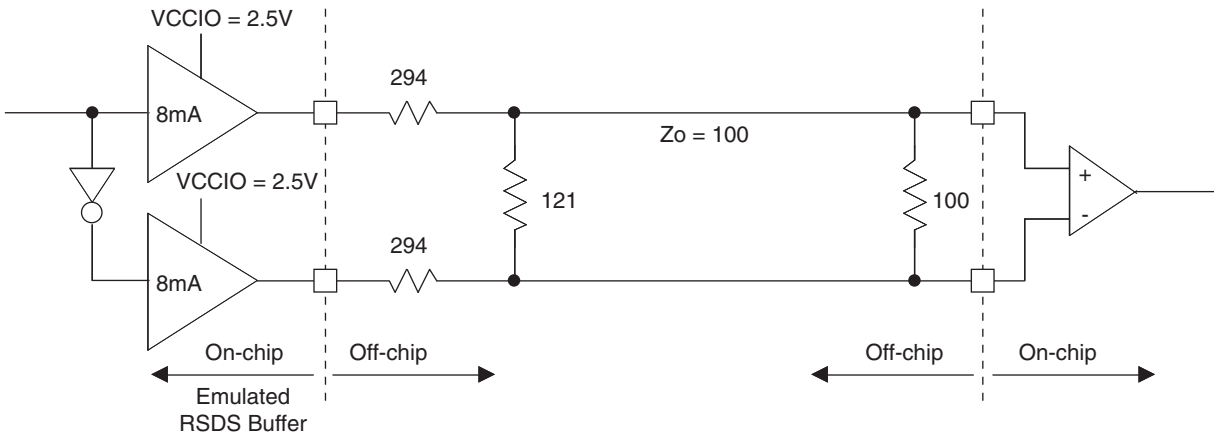 VCCIO = 2.5V
294
8mA
Zo = 100
VCCIO = 2.5V
121
100
+
-
294
8mA
On-chip
Off-chip
Off-chip
On-chip
Emulated
RSDS Buffer